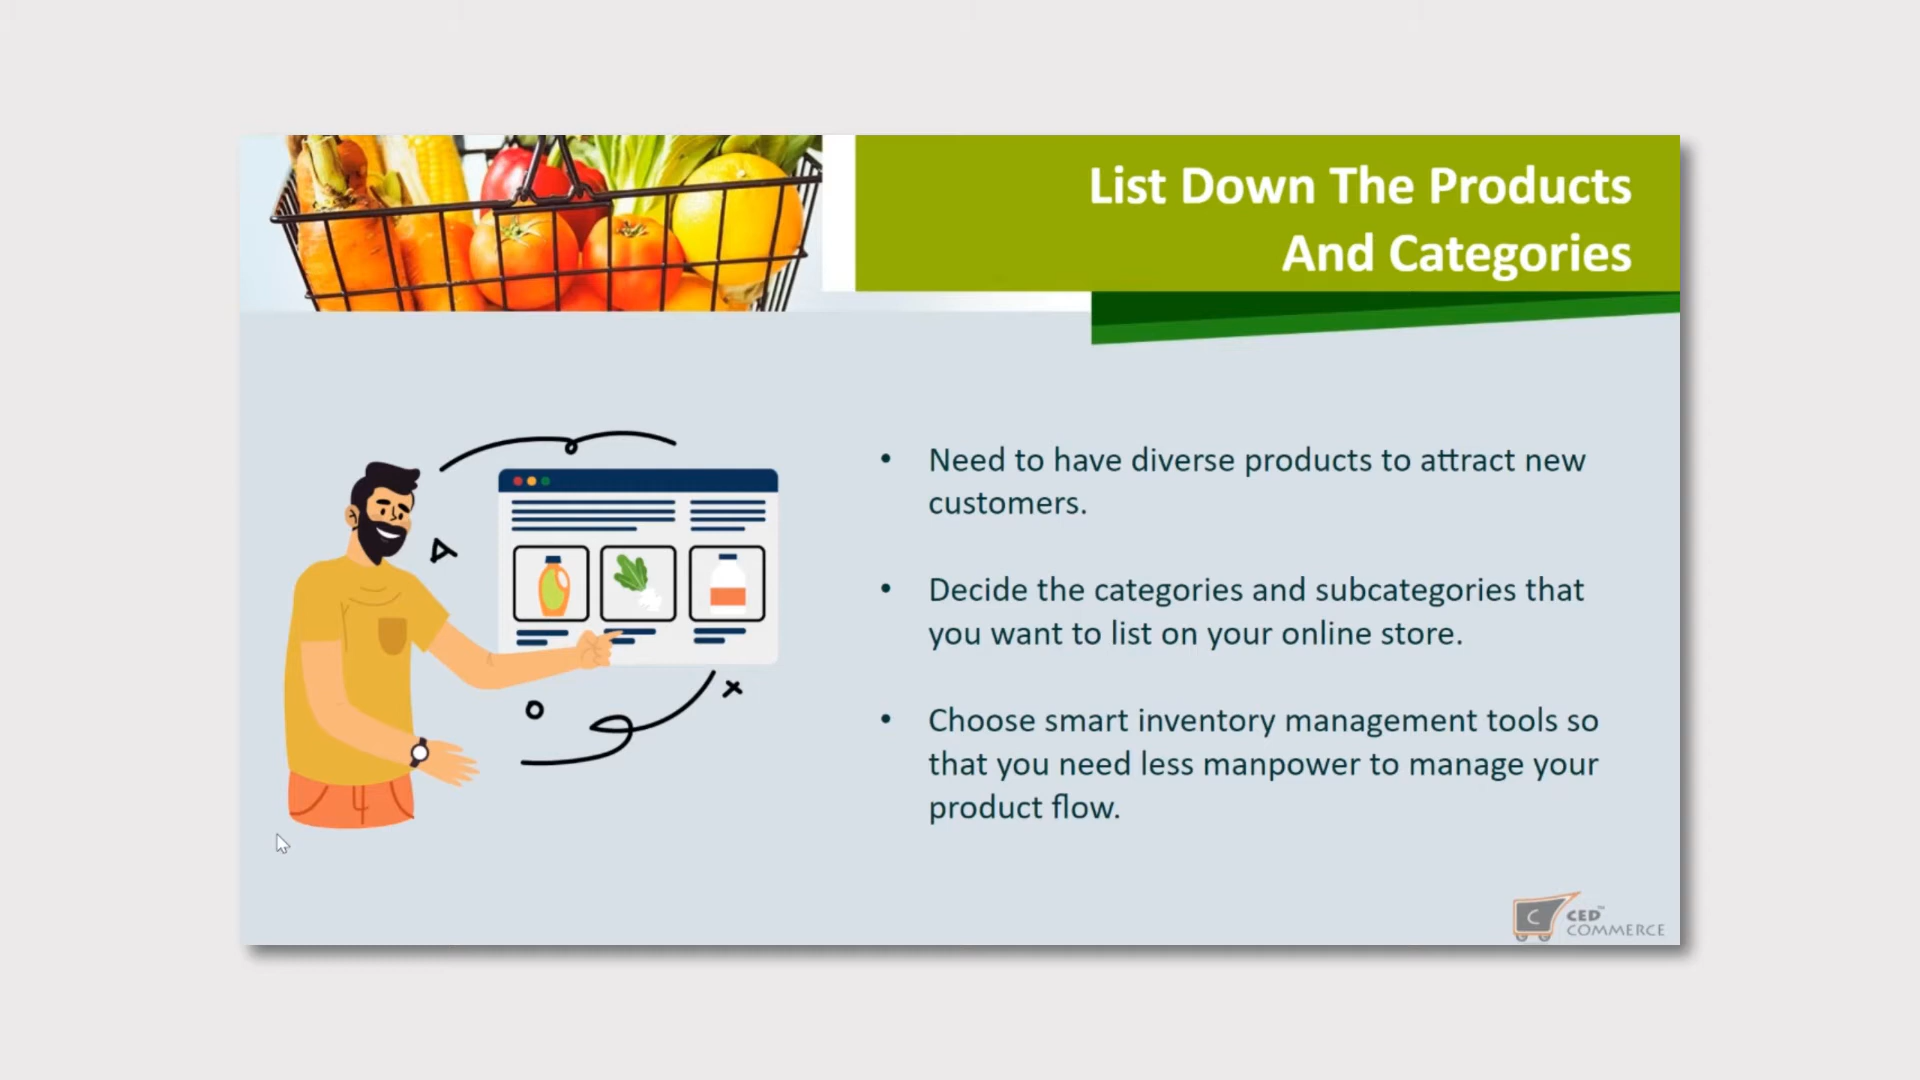 List Down The Products
And Categories
• Need to have diverse products to attract new
customers.
• Decide the categories and subcategories that
you want to list on your online store.
• Choose smart inventory management tools so
that you need less manpower to manage your
product flow.
C CED™
COMMERCE